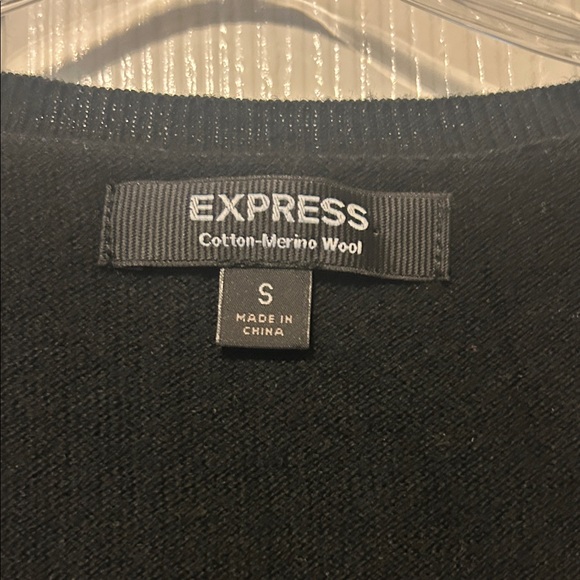 EXPRESS
Cotton-Merino Wool
S
MADE IN
CHINA